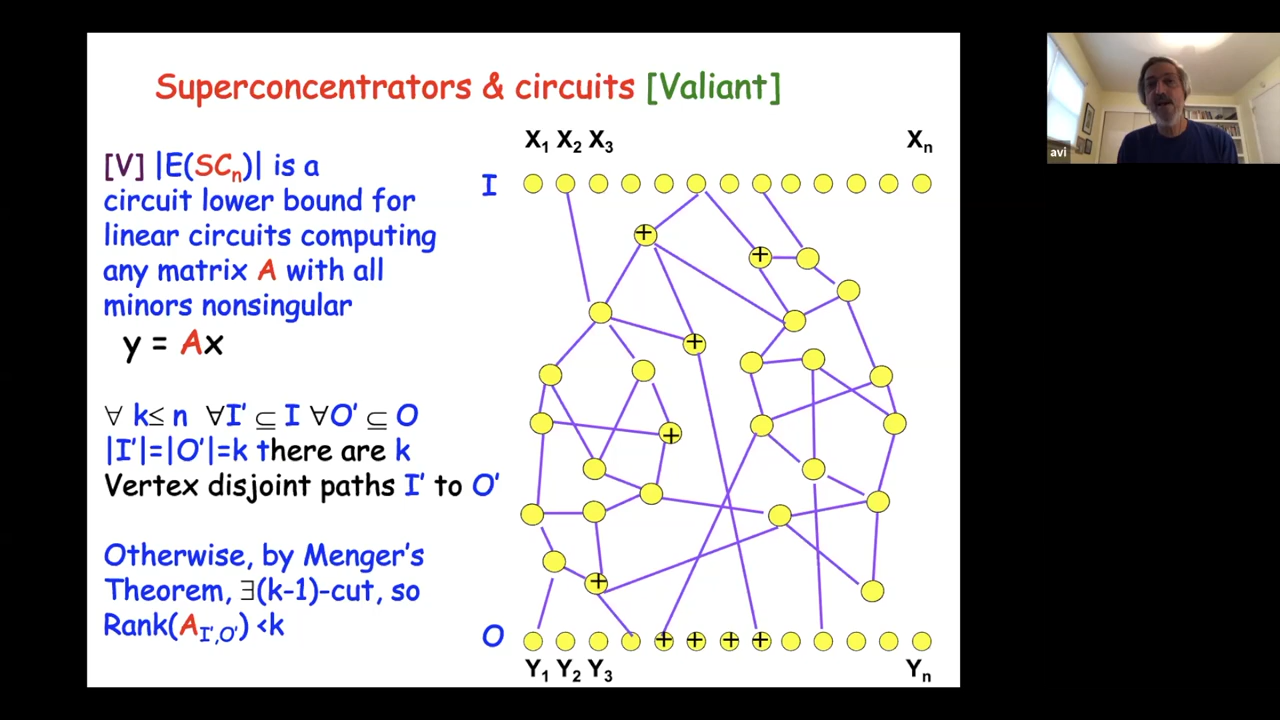 Superconcentrators & circuits [Valiant]
[V] |E(SCₙ)| is a
circuit lower bound for
linear circuits computing
any matrix A with all
minors nonsingular
y = Ax
∀ k≤ n ∀I' ⊆ I ∀O' ⊆ O
|I'|=|O'|=k there are k
Vertex disjoint paths I' to O'
Otherwise, by Menger's
Theorem, ∃(k-1)-cut, so
Rank(A_I',O') <k
X₁ X₂ X₃ Xₙ
I
+
+
+
+
+
O + + + +
Y₁ Y₂ Y₃ Yₙ
avi